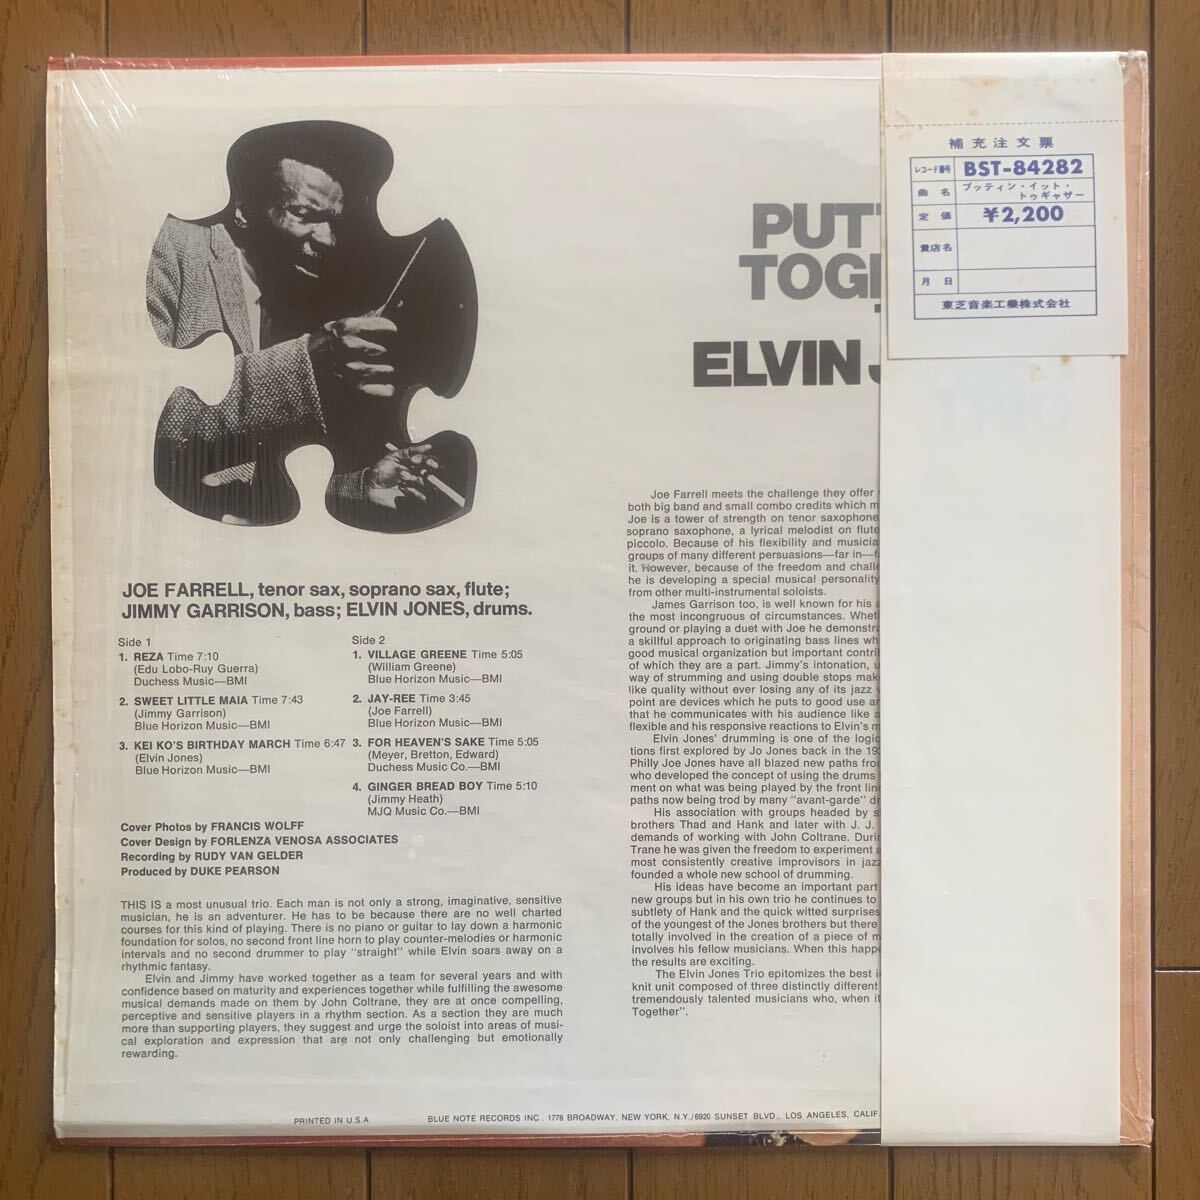 補充注文票
レコード番号 BST-84282
曲名 プッティン・イット・
トゥギャザー
定価 ¥2,200
貴店名
月日
東芝音楽工業株式会社
PUT
TOG
ELVIN J
JOE FARRELL, tenor sax, soprano sax, flute;
JIMMY GARRISON, bass; ELVIN JONES, drums.
Side 1
1. REZA Time 7:10
(Edu Lobo-Ruy Guerra)
Duchess Music—BMI
2. SWEET LITTLE MAIA Time 7:43
(Jimmy Garrison)
Blue Horizon Music—BMI
3. KEI KO'S BIRTHDAY MARCH Time 6:47
(Elvin Jones)
Blue Horizon Music—BMI
Side 2
1. VILLAGE GREENE Time 5:05
(William Greene)
Blue Horizon Music—BMI
2. JAY-REE Time 3:45
(Joe Farrell)
Blue Horizon Music—BMI
3. FOR HEAVEN'S SAKE Time 5:05
(Meyer, Bretton, Edward)
Duchess Music Co.—BMI
4. GINGER BREAD BOY Time 5:10
(Jimmy Heath)
MJQ Music Co.—BMI
Cover Photos by FRANCIS WOLFF
Cover Design by FORLENZA VENOSA ASSOCIATES
Recording by RUDY VAN GELDER
Produced by DUKE PEARSON
THIS IS a most unusual trio. Each man is not only a strong, imaginative, sensitive
musician, he is an adventurer. He has to be because there are no well charted
courses for this kind of playing. There is no piano or guitar to lay down a harmonic
foundation for solos, no second front line horn to play counter-melodies or harmonic
intervals and no second drummer to play "straight" while Elvin soars away on a
rhythmic fantasy.
Elvin and Jimmy have worked together as a team for several years and with
confidence based on maturity and experiences together while fulfilling the awesome
musical demands made on them by John Coltrane, they are at once compelling,
perceptive and sensitive players in a rhythm section. As a section they are much
more than supporting players, they suggest and urge the soloist into areas of musi-
cal exploration and expression that are not only challenging but emotionally
rewarding.
Joe Farrell meets the challenge they offer
both big band and small combo credits which m
Joe is a tower of strength on tenor saxophone
soprano saxophone, a lyrical melodist on flute
piccolo. Because of his flexibility and musicia
groups of many different persuasions—far in—f
it. However, because of the freedom and chall
he is developing a special musical personality
from other multi-instrumental soloists.
James Garrison too, is well known for his
the most incongruous of circumstances. Whet
ground or playing a duet with Joe he demonstra
a skillful approach to originating bass lines wh
good musical organization but important contri
of which they are a part. Jimmy's intonation, u
way of strumming and using double stops mak
like quality without ever losing any of its jazz
point are devices which he puts to good use an
that he communicates with his audience like a
flexible and his responsive reactions to Elvin's m
Elvin Jones' drumming is one of the logic
tions first explored by Jo Jones back in the 19
Philly Joe Jones have all blazed new paths from
who developed the concept of using the drums
ment on what was being played by the front line
paths now being trod by many "avant-garde" dr
His association with groups headed by s
brothers Thad and Hank and later with J. J.
demands of working with John Coltrane. Duri
Trane he was given the freedom to experiment a
most consistently creative improvisors in jazz
founded a whole new school of drumming.
His ideas have become an important part
new groups but in his own trio he continues to
subtlety of Hank and the quick witted surprises
of the youngest of the Jones brothers but there
totally involved in the creation of a piece of m
involves his fellow musicians. When this happ
the results are exciting.
The Elvin Jones Trio epitomizes the best i
knit unit composed of three distinctly different
tremendously talented musicians who, when it
Together".
PRINTED IN U.S.A
BLUE NOTE RECORDS INC., 1776 BROADWAY, NEW YORK, N.Y./6920 SUNSET BLVD., LOS ANGELES, CALIF.